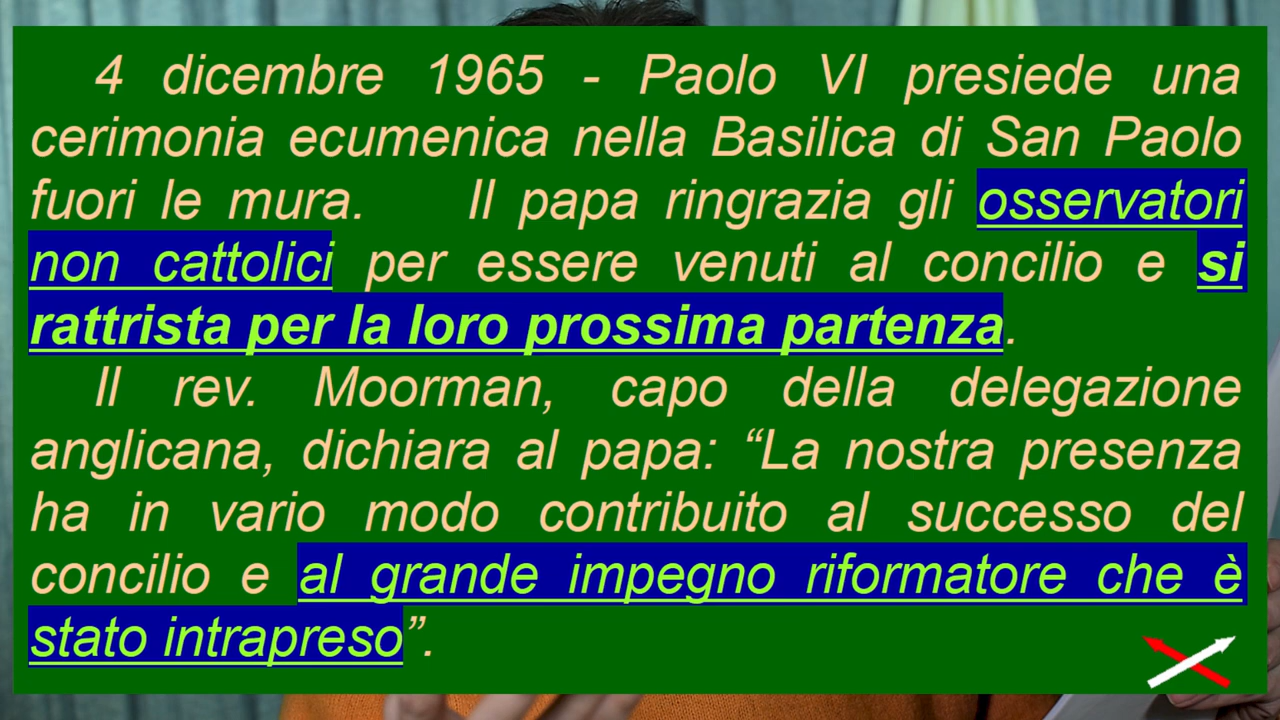 4 dicembre 1965 - Paolo VI presiede una
cerimonia ecumenica nella Basilica di San Paolo
fuori le mura. Il papa ringrazia gli osservatori
non cattolici per essere venuti al concilio e si
rattrista per la loro prossima partenza.
Il rev. Moorman, capo della delegazione
anglicana, dichiara al papa: “La nostra presenza
ha in vario modo contribuito al successo del
concilio e al grande impegno riformatore che è
stato intrapreso”.